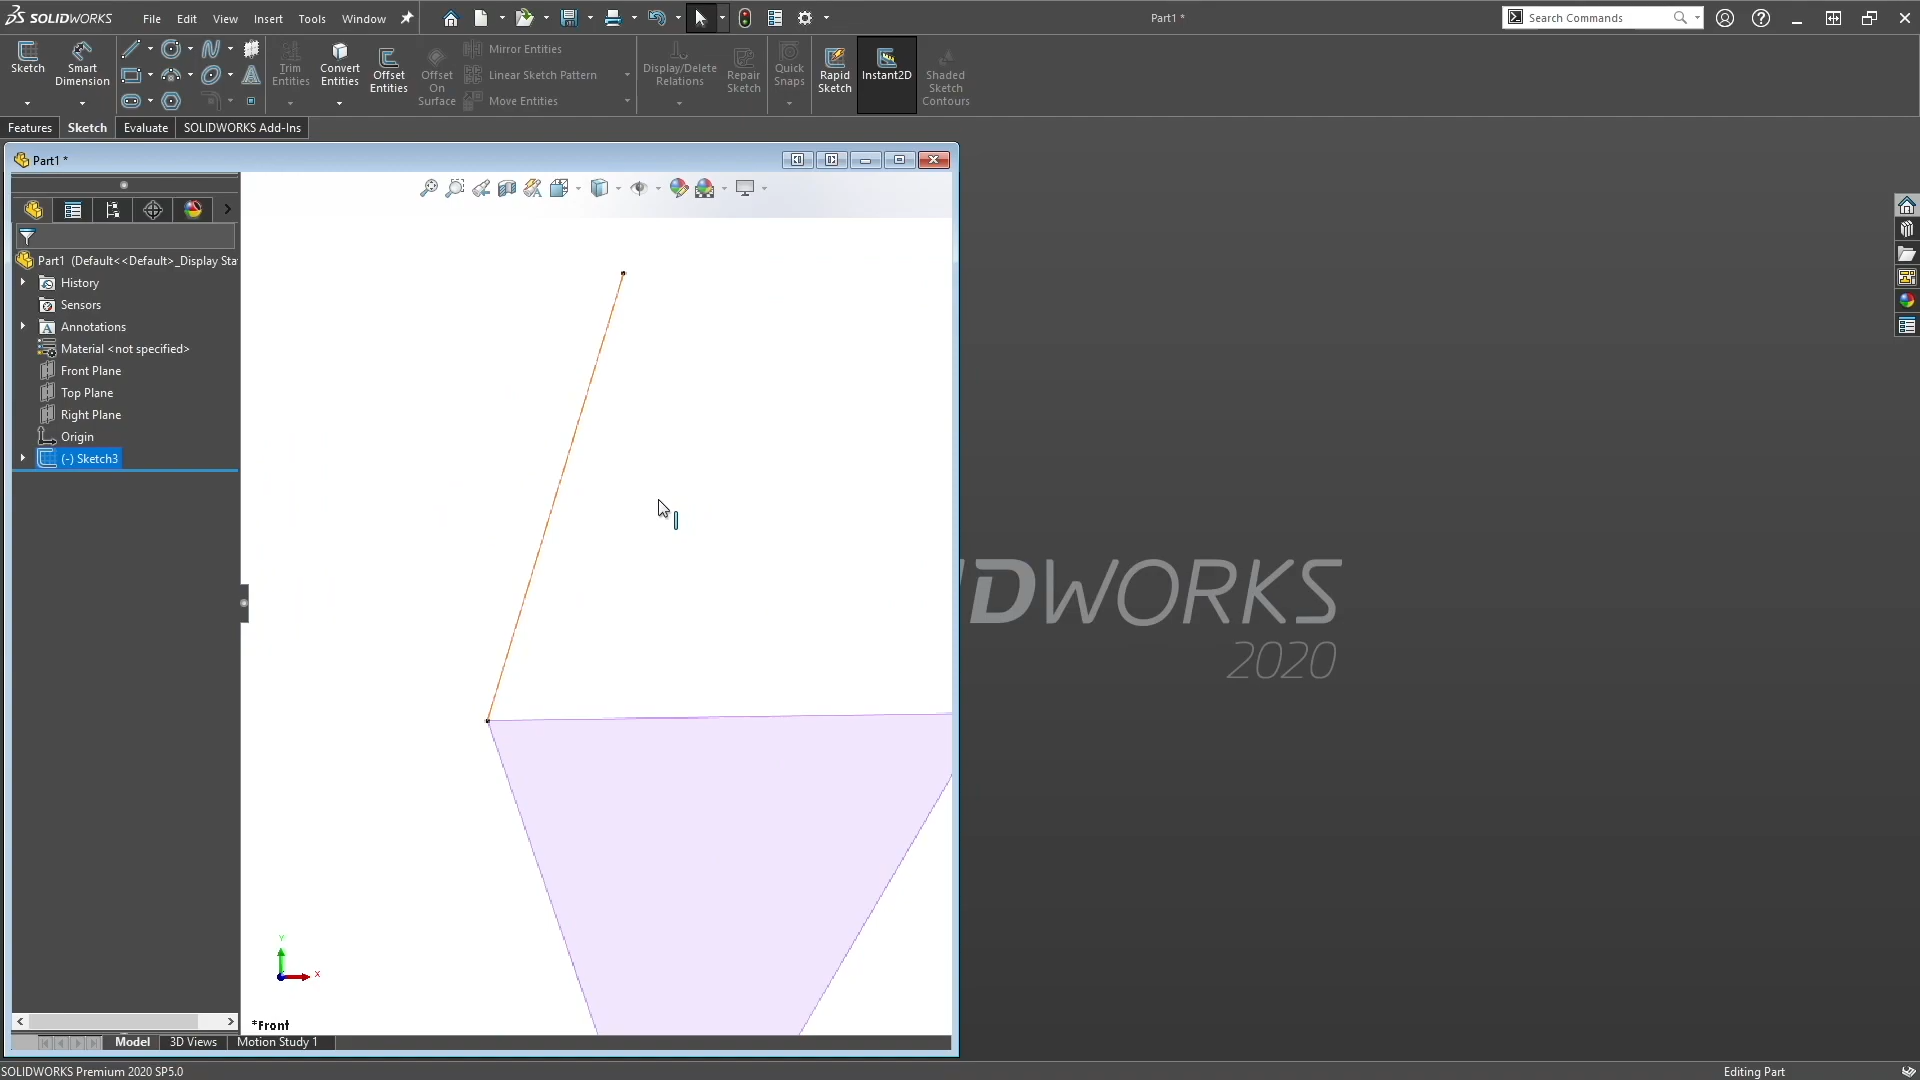 SOLIDWORKS
File
Edit
View
Insert
Tools
Window
Part1 *
Search Commands
Sketch
Smart
Dimension
Trim
Entities
Convert
Entities
Offset
Entities
Offset
On
Surface
Mirror Entities
Linear Sketch Pattern
Move Entities
Display/Delete
Relations
Repair
Sketch
Quick
Snaps
Rapid
Sketch
Instant2D
Shaded
Sketch
Contours
Features
Sketch
Evaluate
SOLIDWORKS Add-Ins
Part1 *
Part1 (Default<<Default>_Display Sta
History
Sensors
Annotations
Material <not specified>
Front Plane
Top Plane
Right Plane
Origin
(-) Sketch3
DWORKS
2020
Y
X
*Front
Model
3D Views
Motion Study 1
SOLIDWORKS Premium 2020 SP5.0
Editing Part